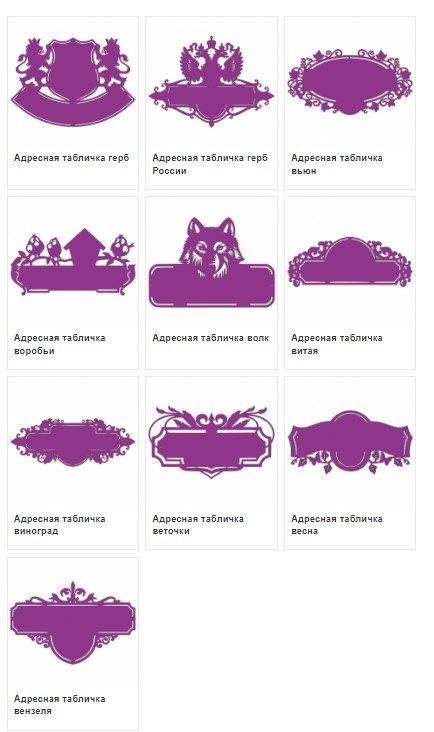 Адресная табличка герб
Адресная табличка герб
России
Адресная табличка
вьюн
Адресная табличка
воробьи
Адресная табличка волк
Адресная табличка
витая
Адресная табличка
виноград
Адресная табличка
веточки
Адресная табличка
весна
Адресная табличка
вензеля